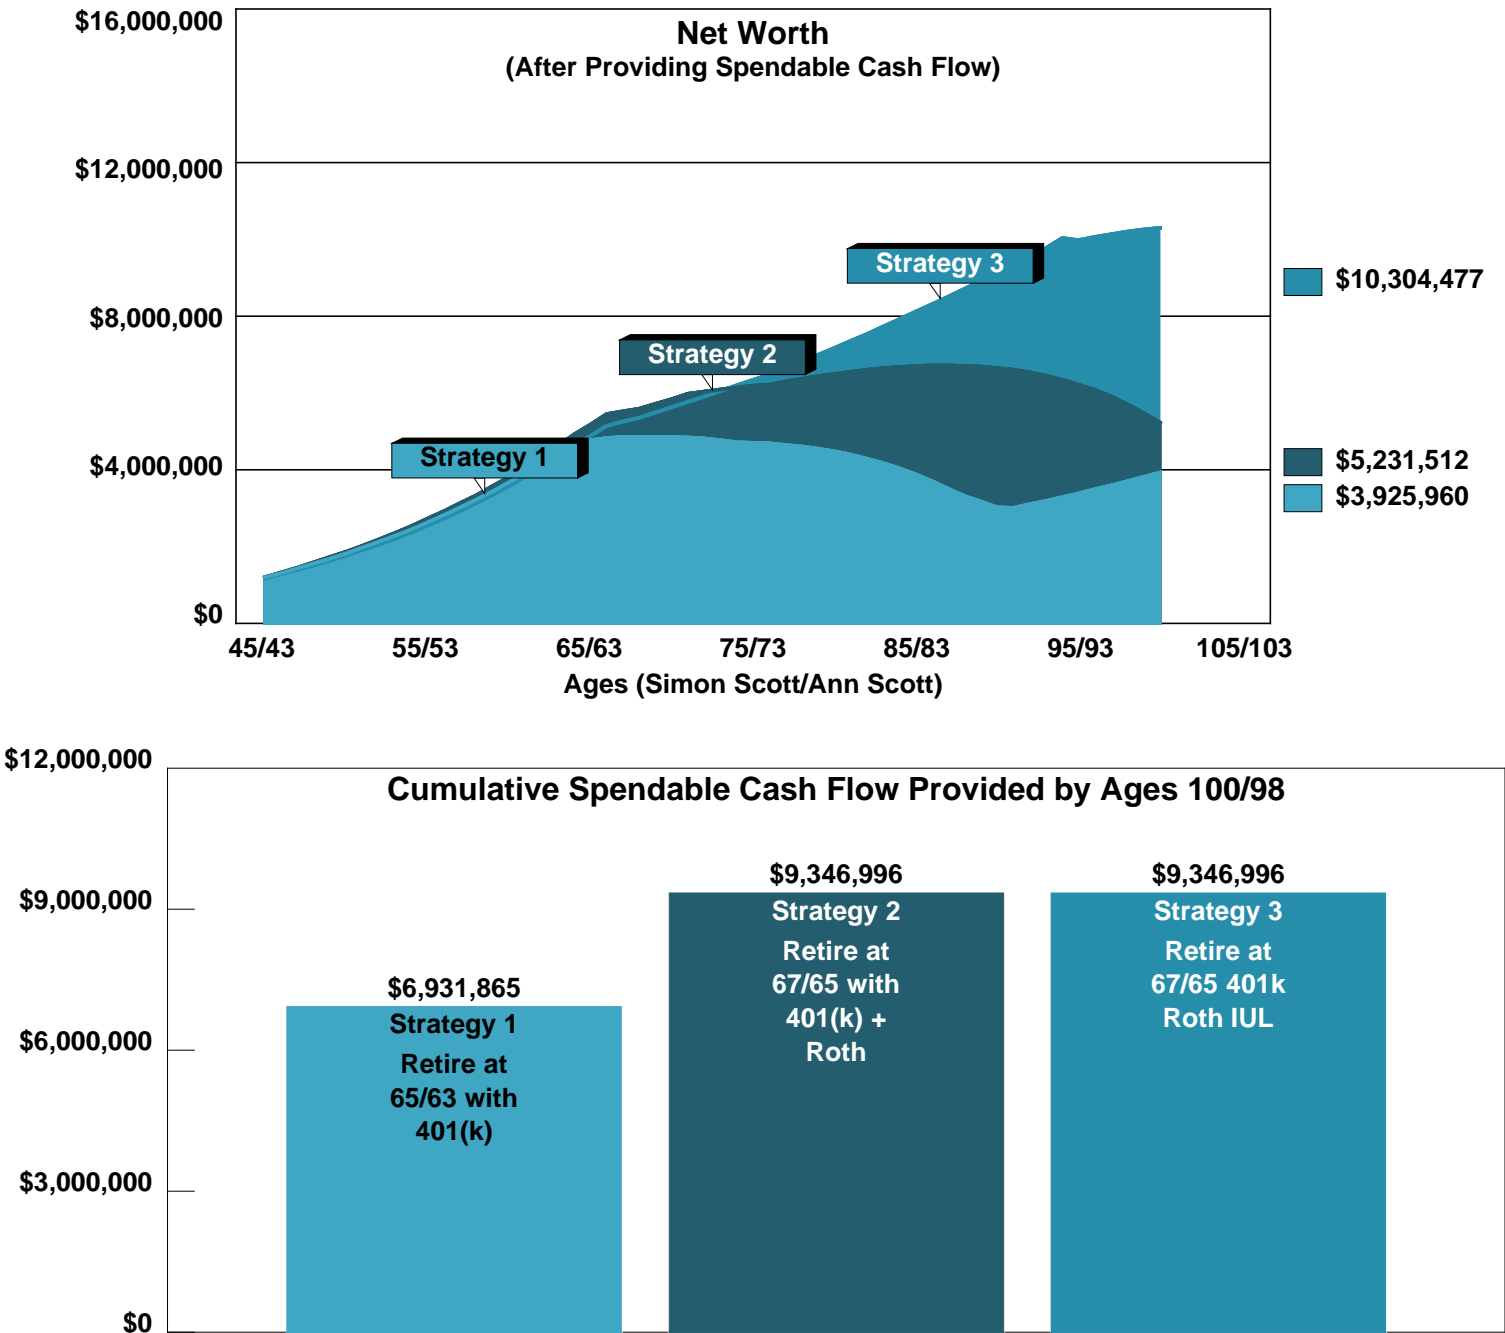 $16,000,000
Net Worth
(After Providing Spendable Cash Flow)
$12,000,000
Strategy 3
$10,304,477
$8,000,000
Strategy 2
Strategy 1
$4,000,000
$5,231,512
$3,925,960
$0
45/43 55/53 65/63 75/73 85/83 95/93 105/103
Ages (Simon Scott/Ann Scott)
$12,000,000
Cumulative Spendable Cash Flow Provided by Ages 100/98
$9,000,000
$6,000,000
$3,000,000
$0
$6,931,865
Strategy 1
Retire at
65/63 with
401(k)
$9,346,996
Strategy 2
Retire at
67/65 with
401(k) +
Roth
$9,346,996
Strategy 3
Retire at
67/65 401k
Roth IUL